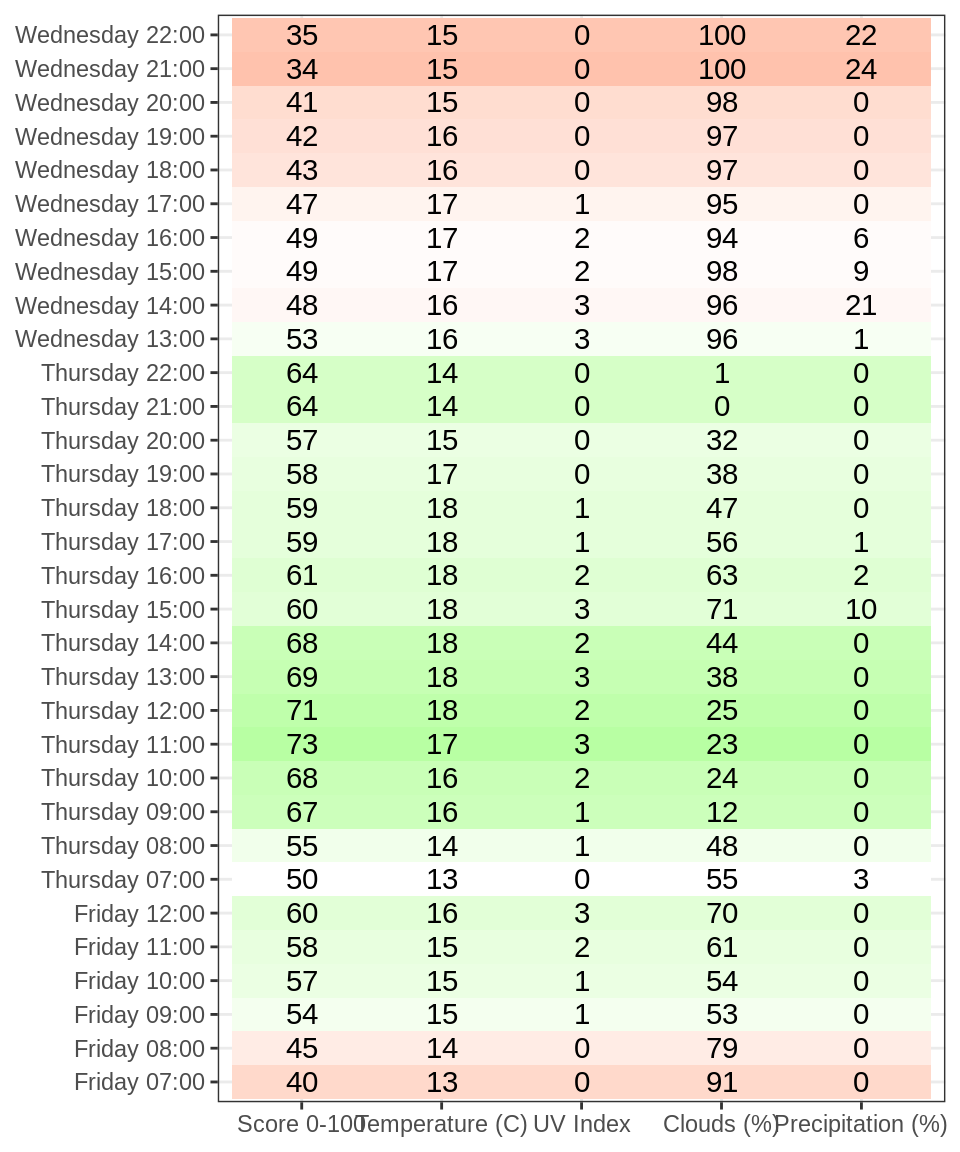 Wednesday 22:00 35 15 0 100 22
Wednesday 21:00 34 15 0 100 24
Wednesday 20:00 41 15 0 98 0
Wednesday 19:00 42 16 0 97 0
Wednesday 18:00 43 16 0 97 0
Wednesday 17:00 47 17 1 95 0
Wednesday 16:00 49 17 2 94 6
Wednesday 15:00 49 17 2 98 9
Wednesday 14:00 48 16 3 96 21
Wednesday 13:00 53 16 3 96 1
Thursday 22:00 64 14 0 1 0
Thursday 21:00 64 14 0 0 0
Thursday 20:00 57 15 0 32 0
Thursday 19:00 58 17 0 38 0
Thursday 18:00 59 18 1 47 0
Thursday 17:00 59 18 1 56 1
Thursday 16:00 61 18 2 63 2
Thursday 15:00 60 18 3 71 10
Thursday 14:00 68 18 2 44 0
Thursday 13:00 69 18 3 38 0
Thursday 12:00 71 18 2 25 0
Thursday 11:00 73 17 3 23 0
Thursday 10:00 68 16 2 24 0
Thursday 09:00 67 16 1 12 0
Thursday 08:00 55 14 1 48 0
Thursday 07:00 50 13 0 55 3
Friday 12:00 60 16 3 70 0
Friday 11:00 58 15 2 61 0
Friday 10:00 57 15 1 54 0
Friday 09:00 54 15 1 53 0
Friday 08:00 45 14 0 79 0
Friday 07:00 40 13 0 91 0
Score 0-100 Temperature (C) UV Index Clouds (%) Precipitation (%)